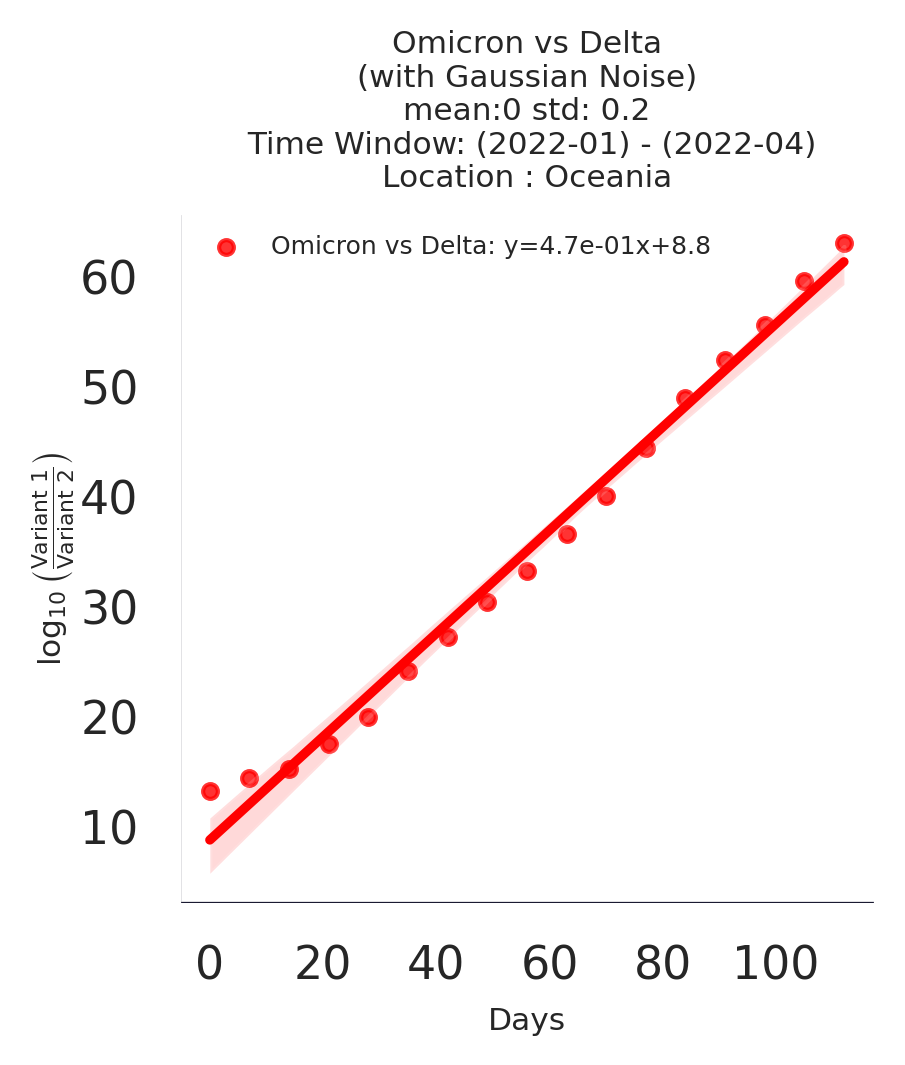 Omicron vs Delta
(with Gaussian Noise)
mean:0 std: 0.2
Time Window: (2022-01) - (2022-04)
Location : Oceania
Omicron vs Delta: y=4.7e-01x+8.8
60
50
40
30
20
10
log10 (Variant 1 / Variant 2)
0 20 40 60 80 100
Days